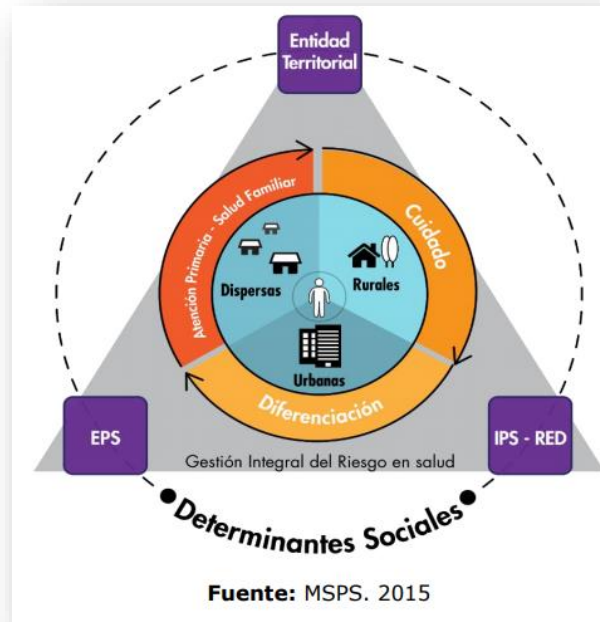 Entidad
Territorial
Atención Primaria - Salud Familiar
Cuidado
Dispersas
Rurales
Urbanas
Diferenciación
EPS
IPS - RED
Gestión Integral del Riesgo en salud
Determinantes Sociales
Fuente: MSPS. 2015